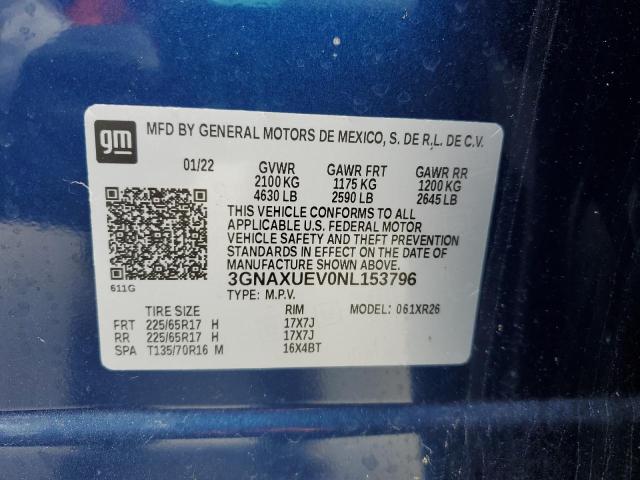 gm
MFD BY GENERAL MOTORS DE MEXICO, S. DE R.L. DE C.V.
01/22 GVWR GAWR FRT GAWR RR
2100 KG 1175 KG 1200 KG
4630 LB 2590 LB 2645 LB
THIS VEHICLE CONFORMS TO ALL
APPLICABLE U.S. FEDERAL MOTOR
VEHICLE SAFETY AND THEFT PREVENTION
STANDARDS IN EFFECT ON THE DATE OF
MANUFACTURE SHOWN ABOVE.
3GNAXUEV0NL153796
611G
TYPE: M.P.V.
TIRE SIZE RIM MODEL: 061XR26
FRT 225/65R17 H 17X7J
RR 225/65R17 H 17X7J
SPA T135/70R16 M 16X4BT